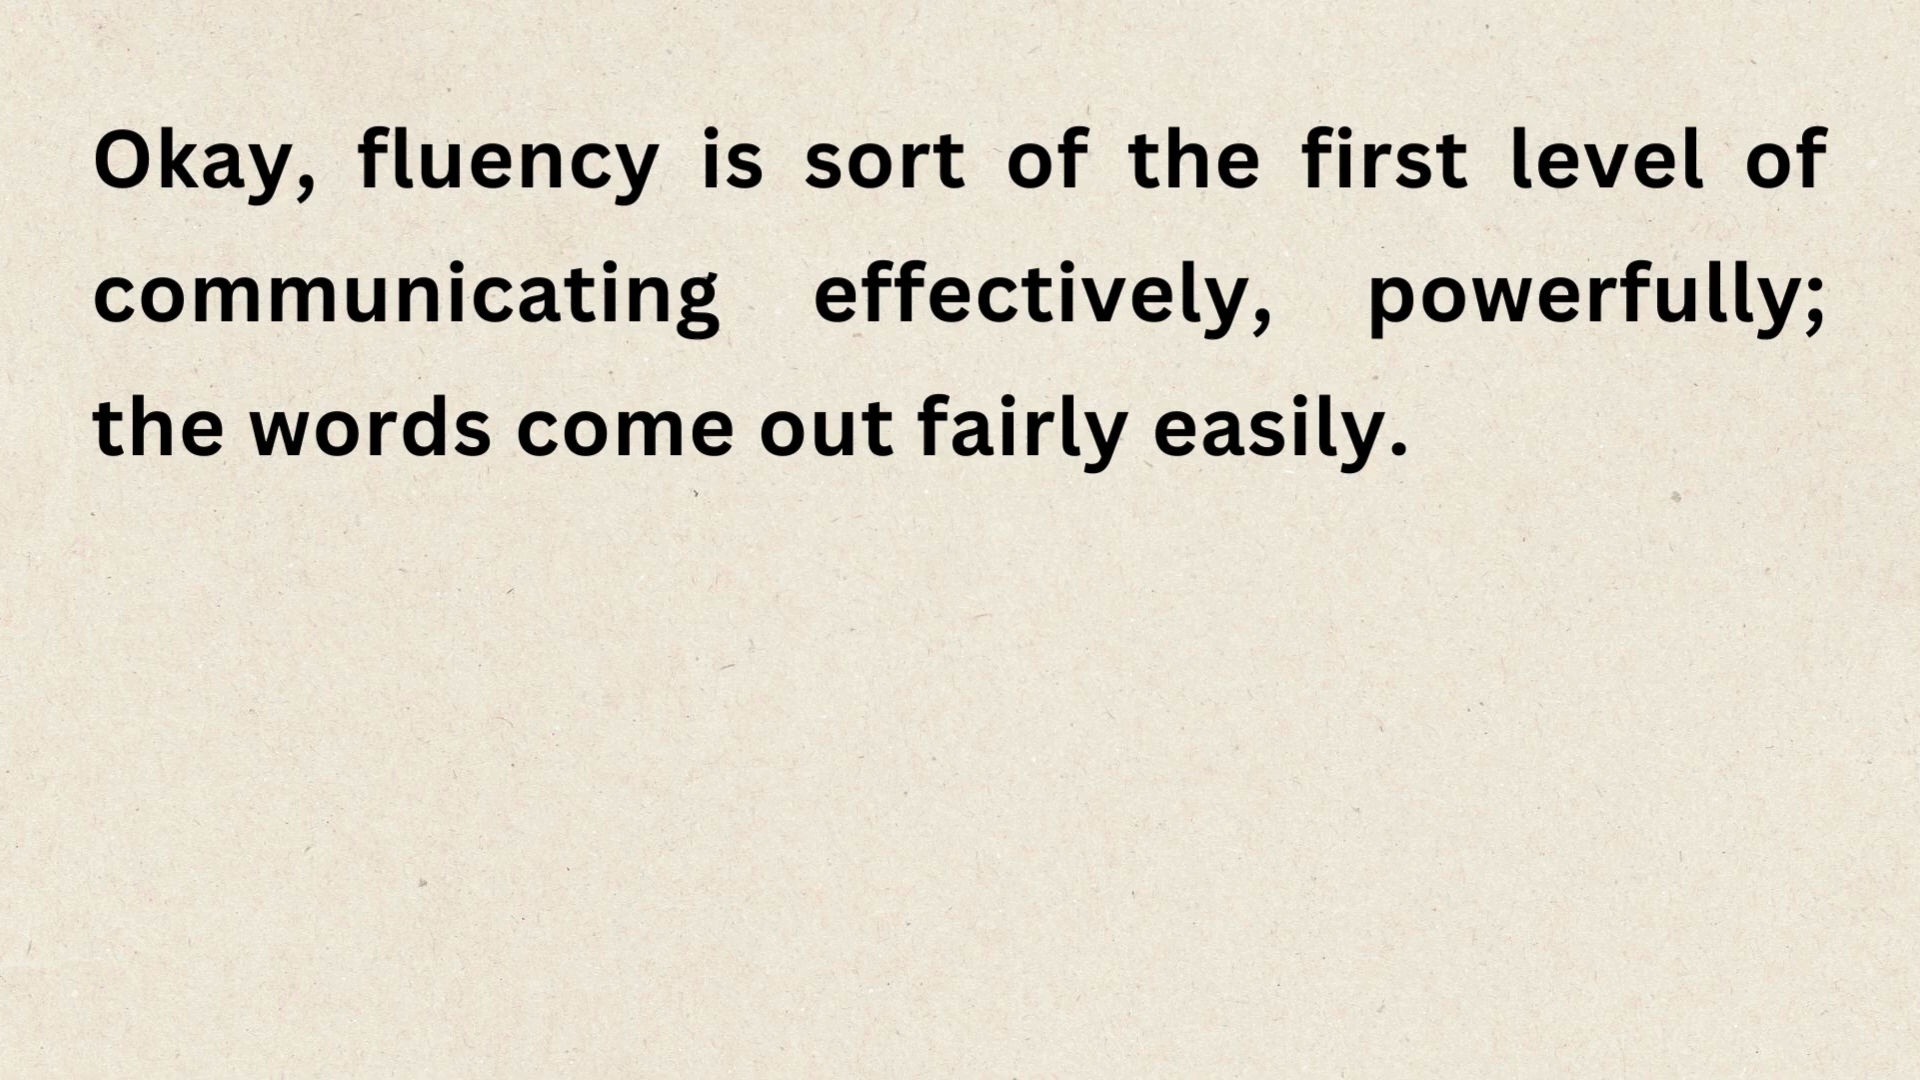 Okay, fluency is sort of the first level of
communicating effectively, powerfully;
the words come out fairly easily.